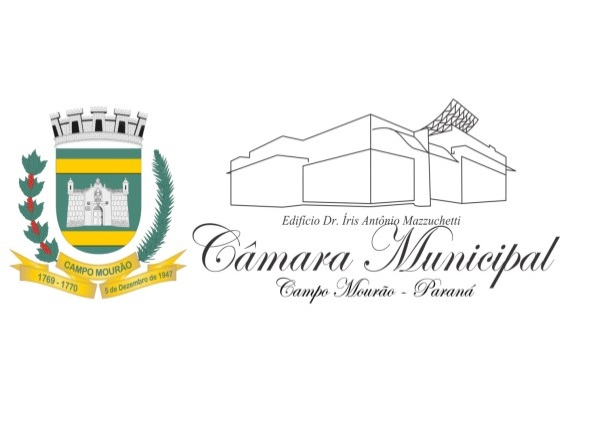 CAMPO MOURÃO
1769 - 1770
5 de Dezembro de 1947
Edifício Dr. Íris Antônio Mazzuchetti
Câmara Municipal
Campo Mourão - Paraná